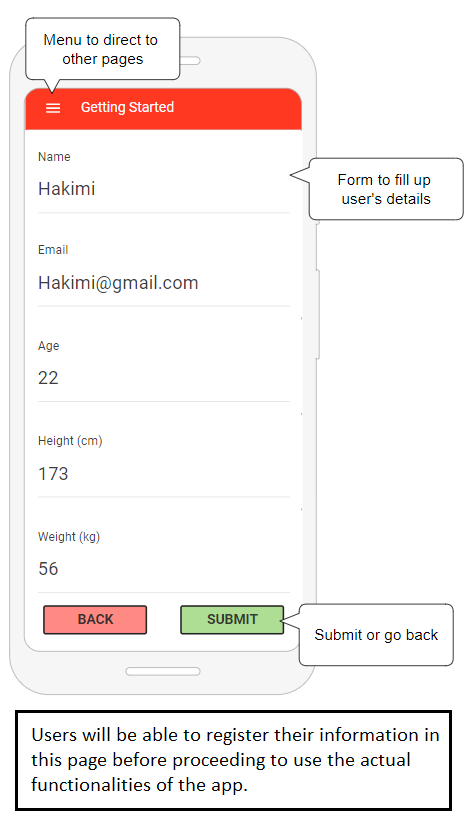 Menu to direct to
other pages
Getting Started
Name
Hakimi
Form to fill up
user's details
Email
Hakimi@gmail.com
Age
22
Height (cm)
173
Weight (kg)
56
BACK
SUBMIT
Submit or go back
Users will be able to register their information in
this page before proceeding to use the actual
functionalities of the app.